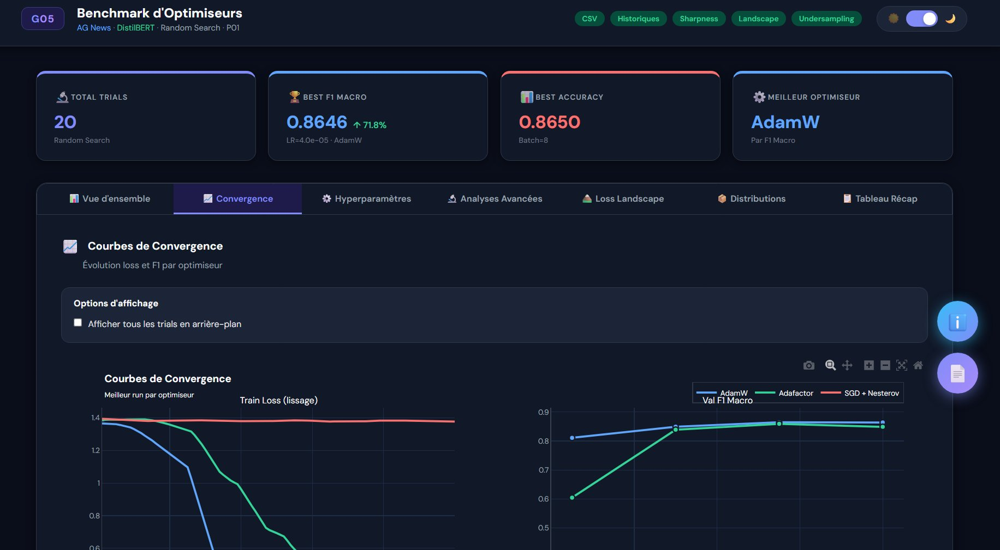 G05
Benchmark d'Optimiseurs
AG News · DistilBERT · Random Search · P01
CSV
Historiques
Sharpness
Landscape
Undersampling
TOTAL TRIALS
20
Random Search
BEST F1 MACRO
0.8646 ↑ 71.8%
LR=4.0e-05 · AdamW
BEST ACCURACY
0.8650
Batch=8
MEILLEUR OPTIMISEUR
AdamW
Par F1 Macro
Vue d'ensemble
Convergence
Hyperparamètres
Analyses Avancées
Loss Landscape
Distributions
Tableau Récap
Courbes de Convergence
Évolution loss et F1 par optimiseur
Options d'affichage
Afficher tous les trials en arrière-plan
Courbes de Convergence
Meilleur run par optimiseur
Train Loss (lissage)
1.4
1.2
1
0.8
0.6
AdamW
Adafactor
SGD + Nesterov
Val F1 Macro
0.9
0.8
0.7
0.6
0.5